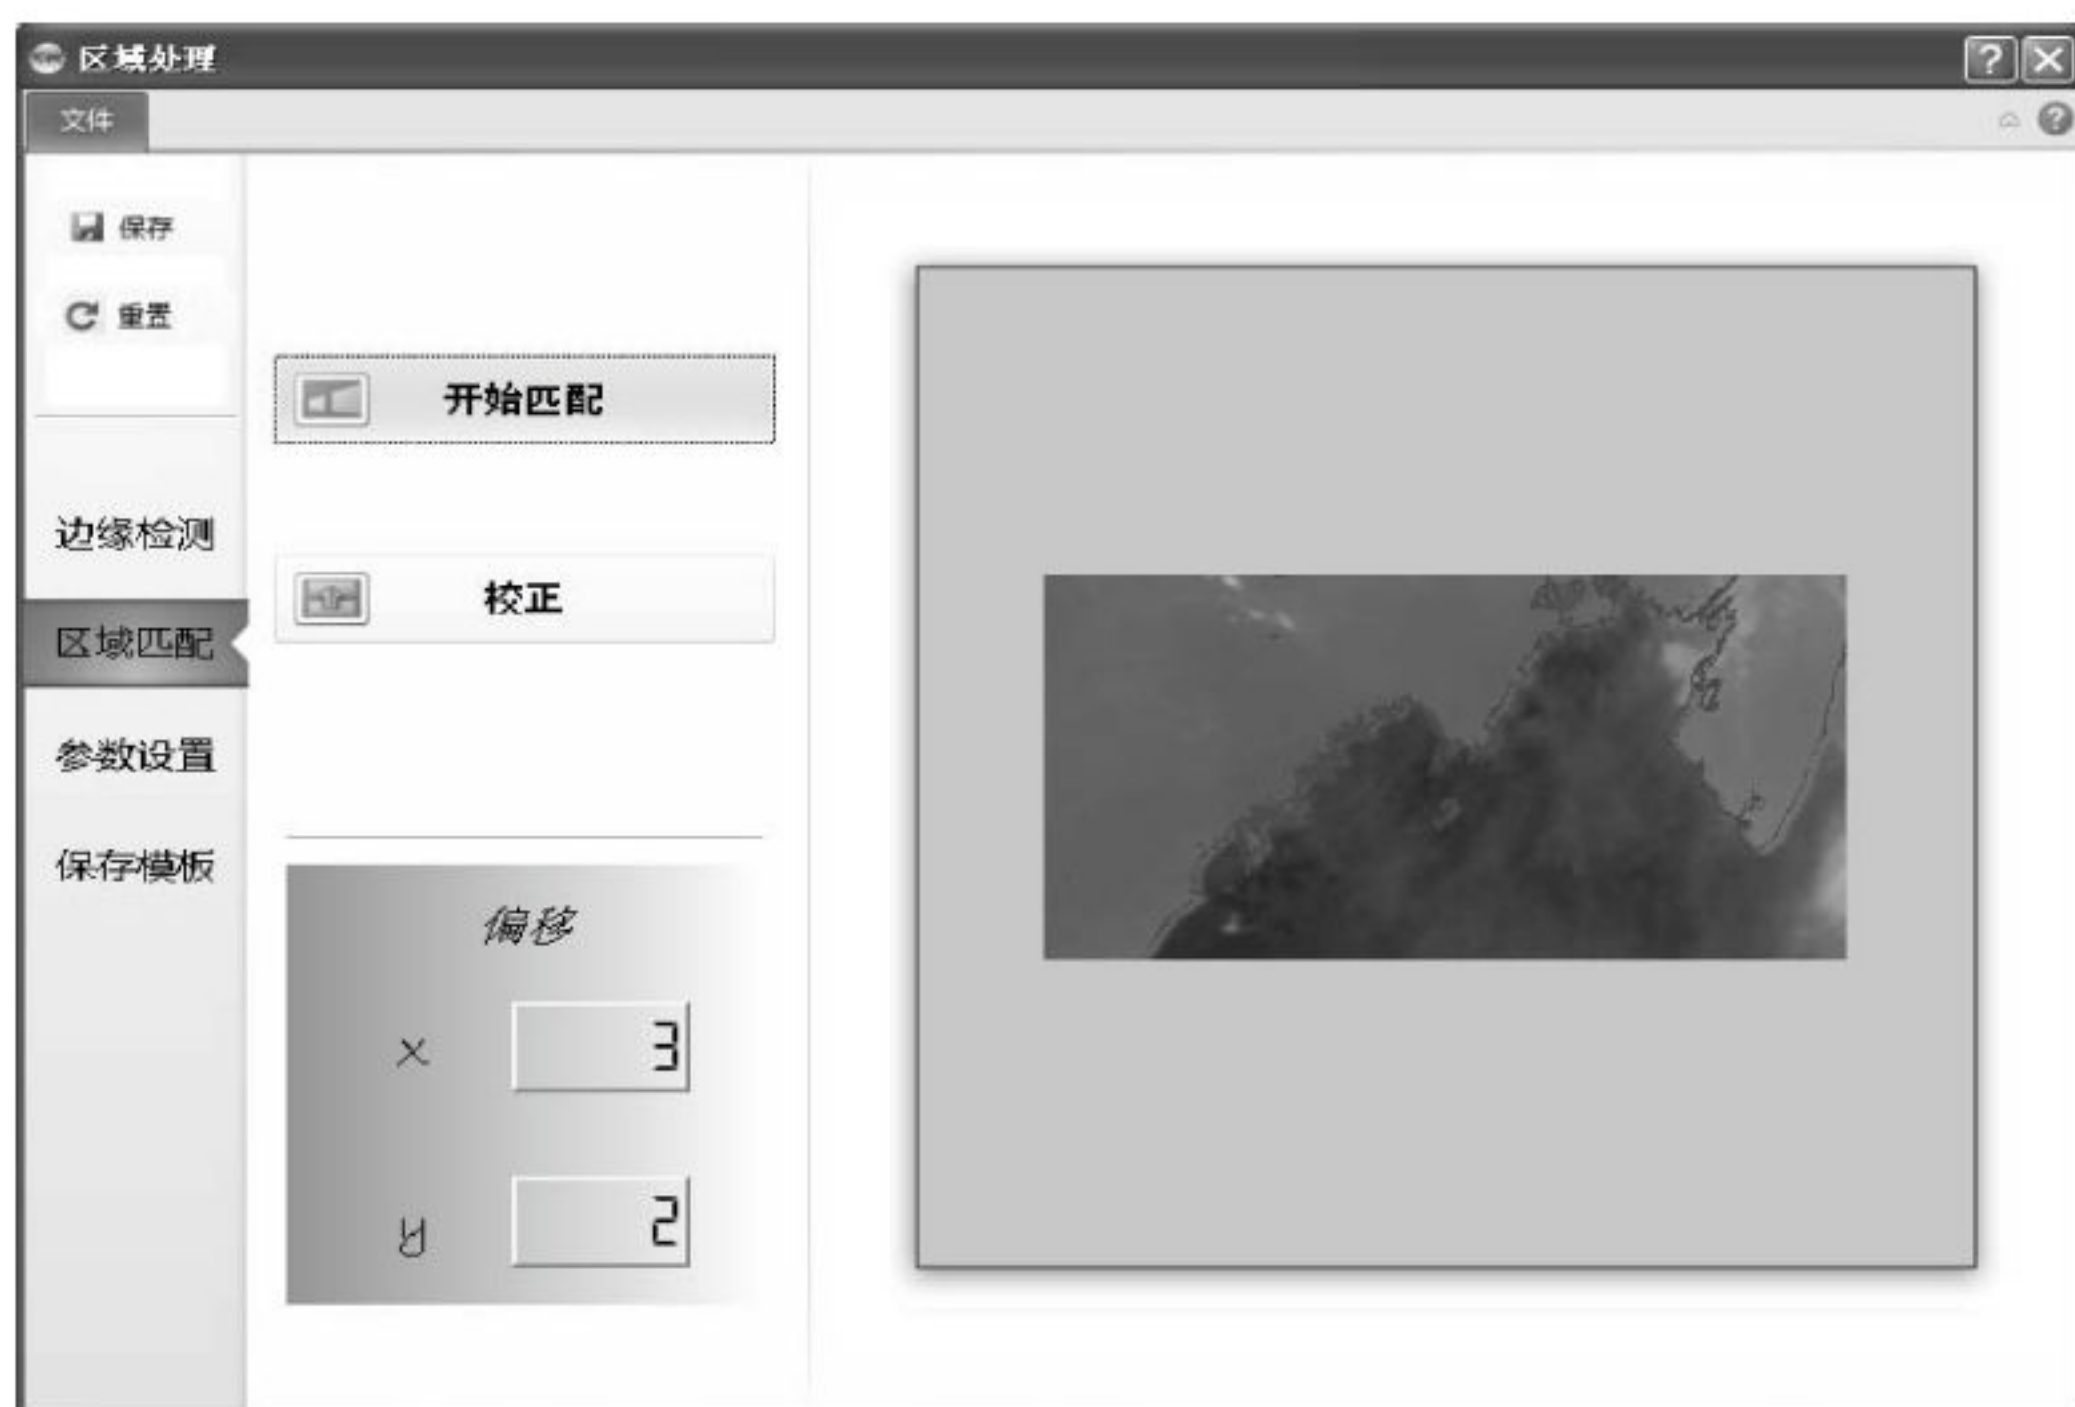 区域处理
文件
保存
重置
开始匹配
边缘检测
校正
区域匹配
参数设置
保存模板
偏移
x 3
y 2